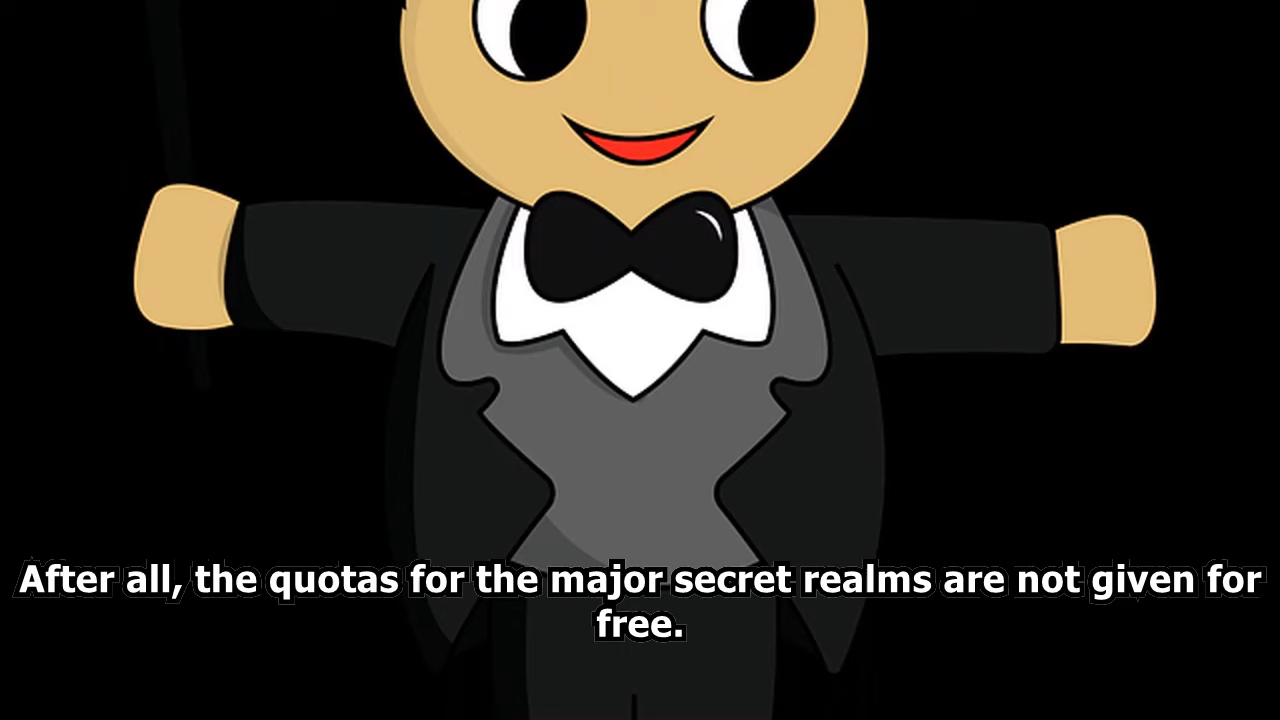 After all, the quotas for the major secret realms are not given for
free.